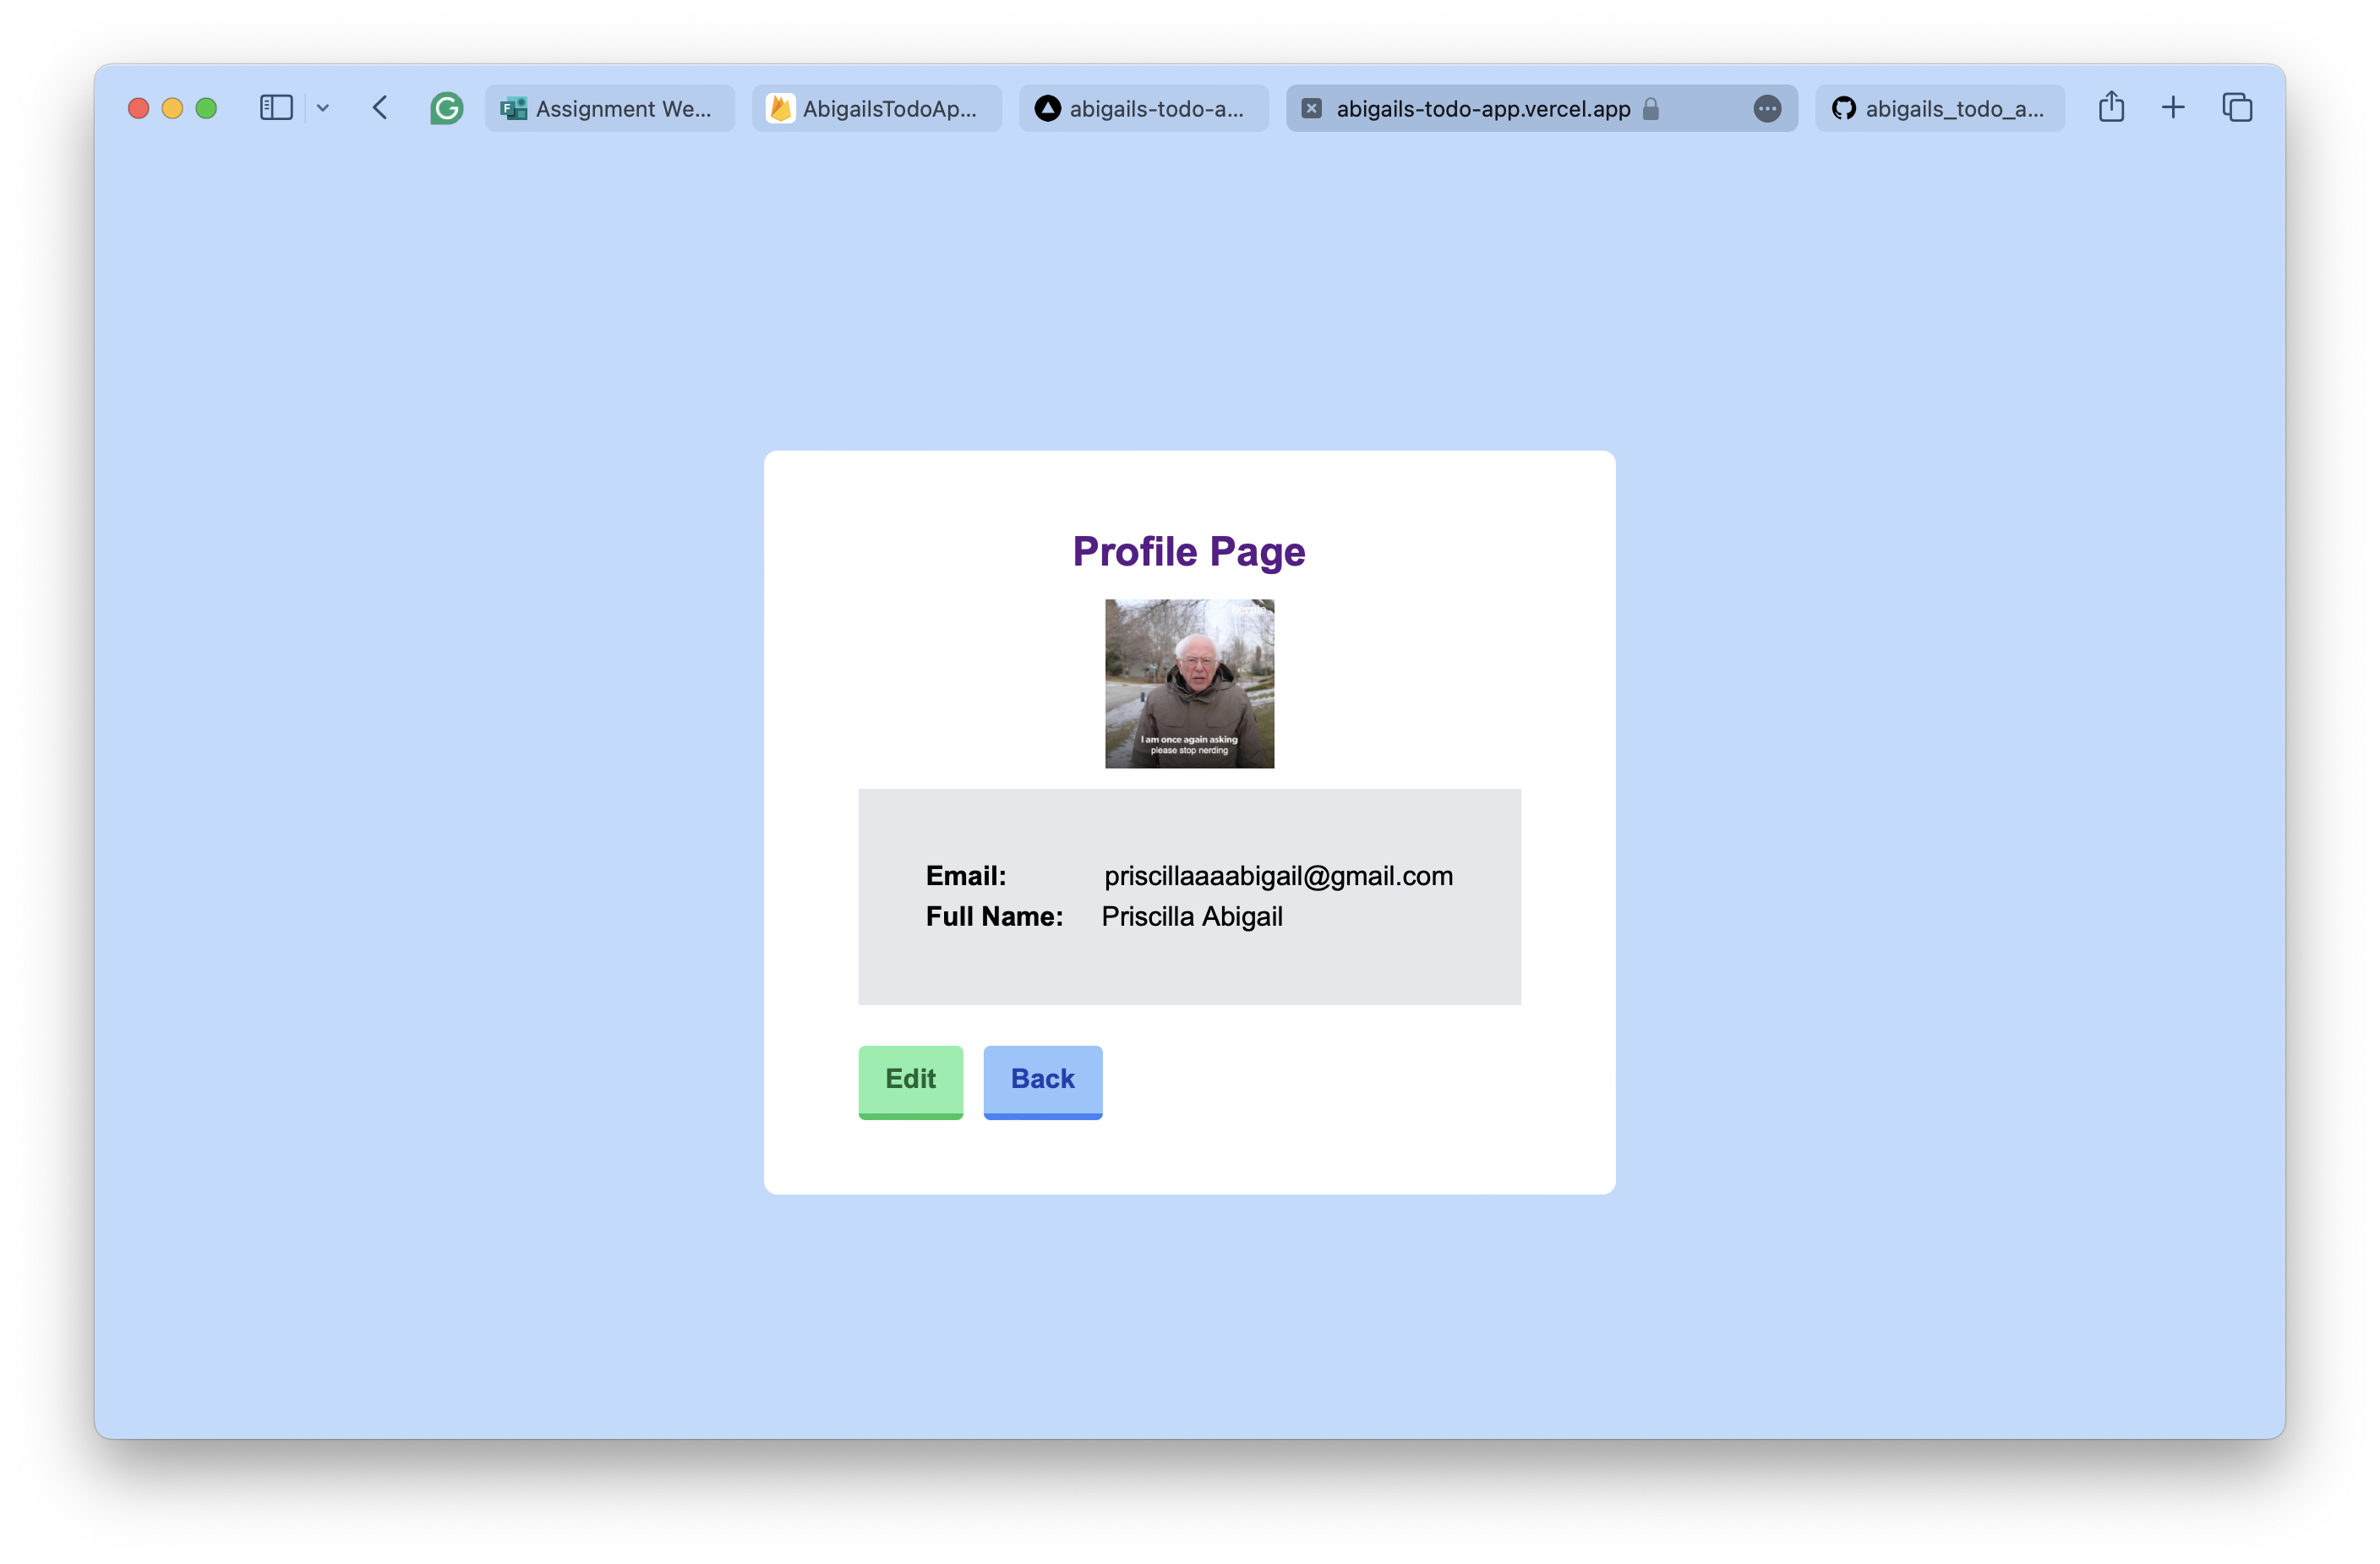 Assignment We...
AbigailsTodoAp...
abigails-todo-a...
abigails-todo-app.vercel.app
abigails_todo_a...
Profile Page
I am once again asking
please stop nerding
Email: priscillaaaabigail@gmail.com
Full Name: Priscilla Abigail
Edit
Back